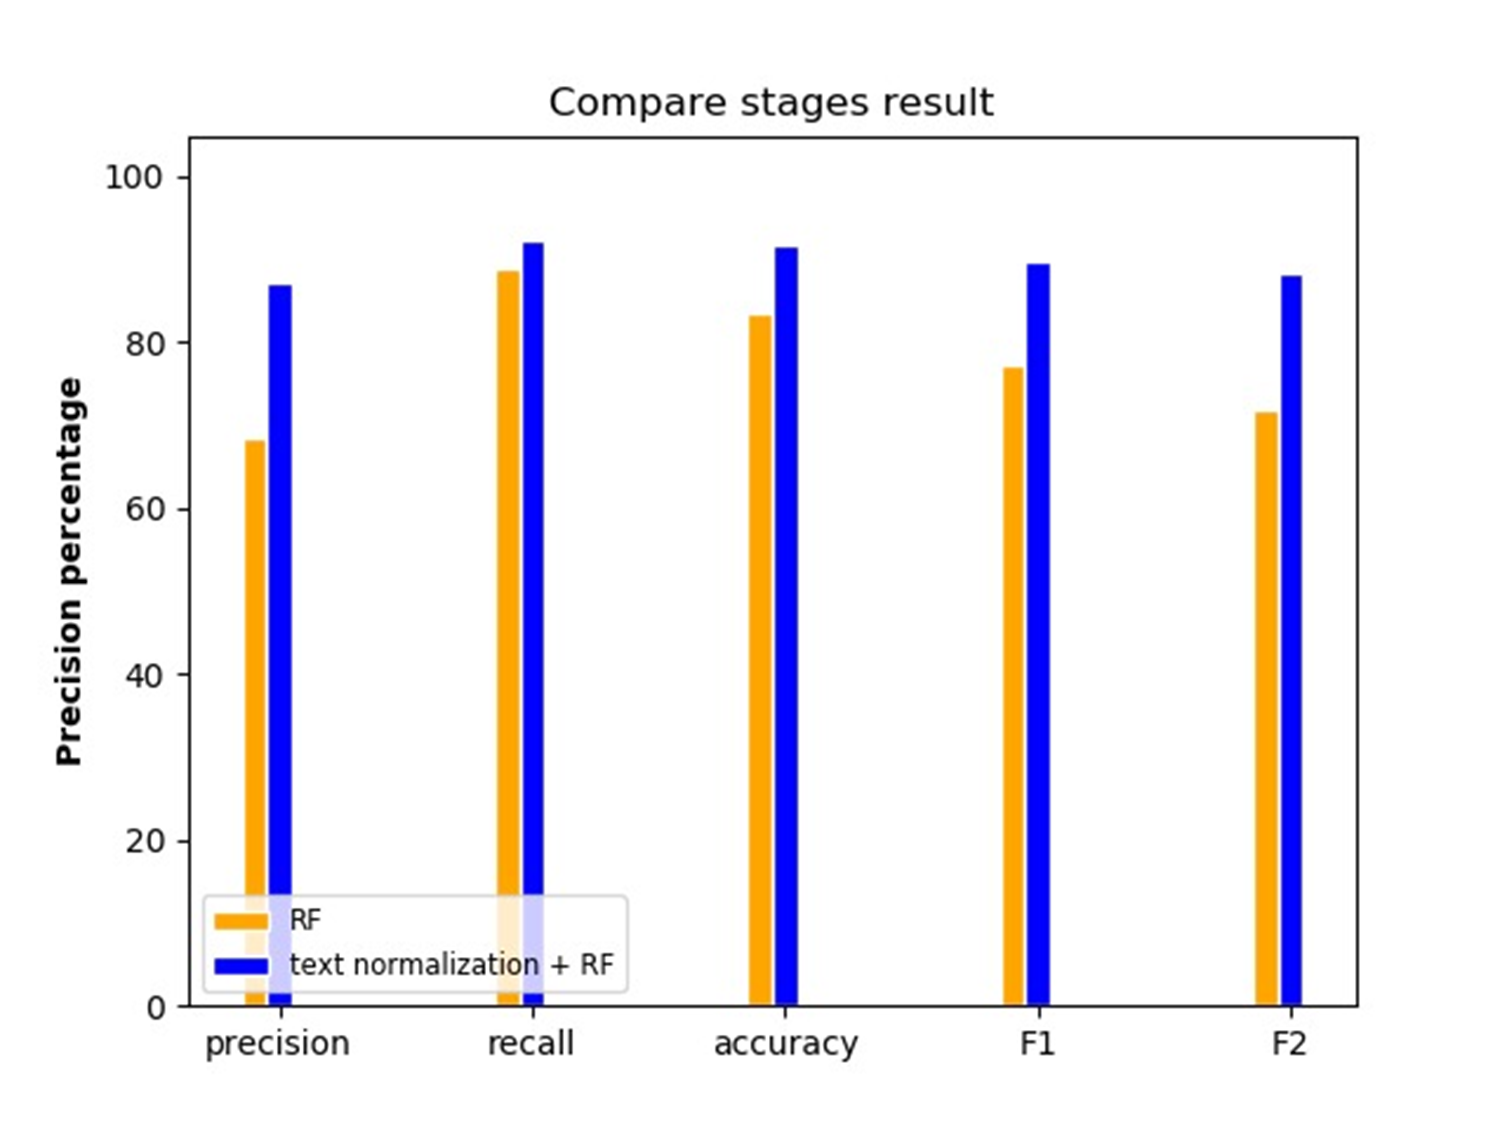 Compare stages result
Precision percentage
100
80
60
40
20
0
RF
text normalization + RF
precision
recall
accuracy
F1
F2